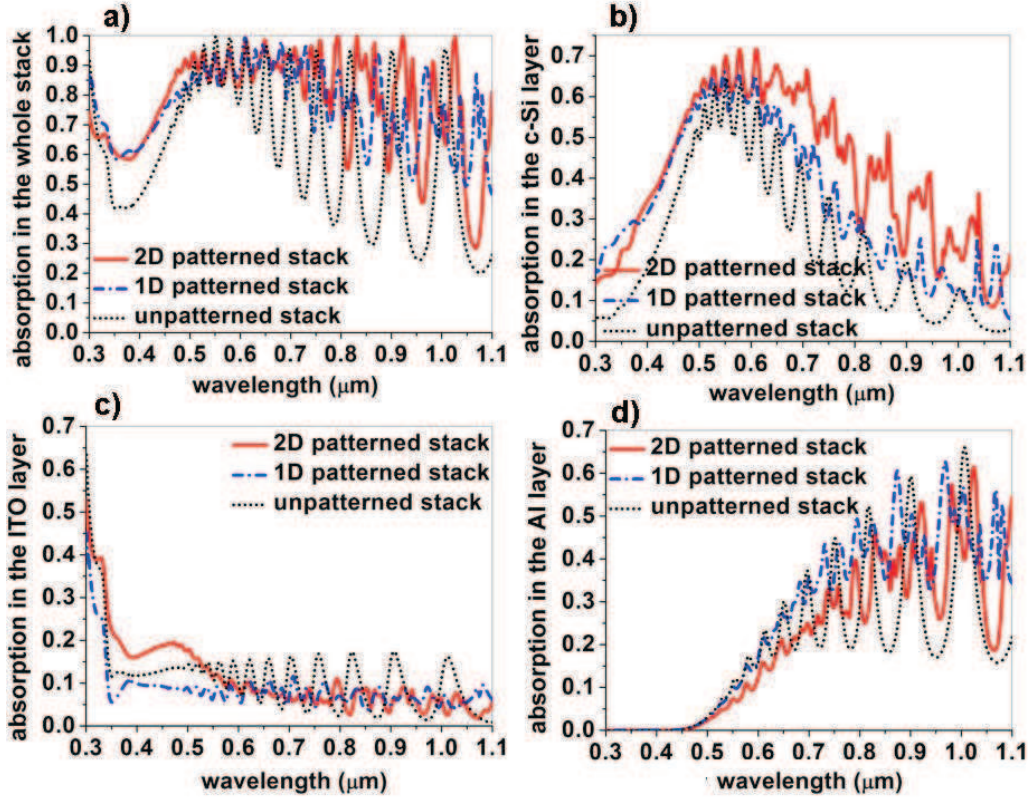 a)
absorption in the whole stack
1.0
0.9
0.8
0.7
0.6
0.5
0.4
0.3
0.2
0.1
0.0
2D patterned stack
1D patterned stack
unpatterned stack
0.3 0.4 0.5 0.6 0.7 0.8 0.9 1.0 1.1
wavelength (μm)
b)
absorption in the c-Si layer
0.7
0.6
0.5
0.4
0.3
0.2
0.1
0.0
2D patterned stack
1D patterned stack
unpatterned stack
0.3 0.4 0.5 0.6 0.7 0.8 0.9 1.0 1.1
wavelength (μm)
c)
absorption in the ITO layer
0.7
0.6
0.5
0.4
0.3
0.2
0.1
0.0
2D patterned stack
1D patterned stack
unpatterned stack
0.3 0.4 0.5 0.6 0.7 0.8 0.9 1.0 1.1
wavelength (μm)
d)
absorption in the Al layer
0.7
0.6
0.5
0.4
0.3
0.2
0.1
0.0
2D patterned stack
1D patterned stack
unpatterned stack
0.3 0.4 0.5 0.6 0.7 0.8 0.9 1.0 1.1
wavelength (μm)